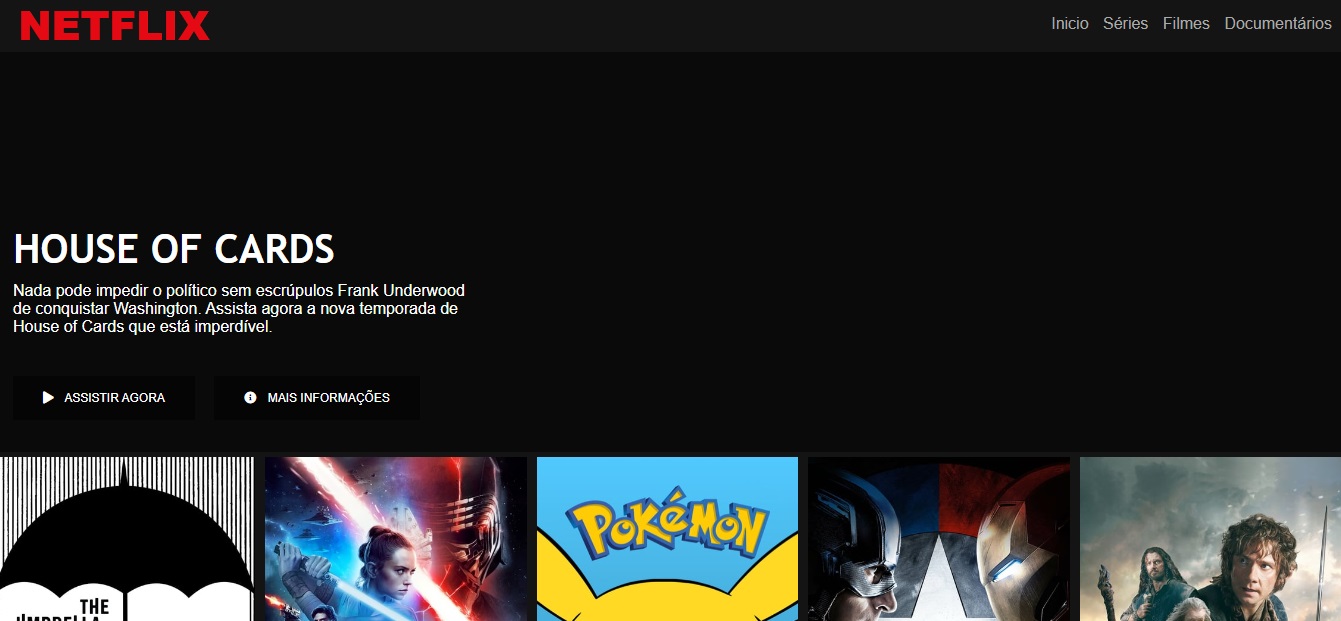 NETFLIX
Inicio Séries Filmes Documentários
HOUSE OF CARDS
Nada pode impedir o político sem escrúpulos Frank Underwood
de conquistar Washington. Assista agora a nova temporada de
House of Cards que está imperdível.
ASSISTIR AGORA MAIS INFORMAÇÕES
POKéMON
THE
UMBRELLA